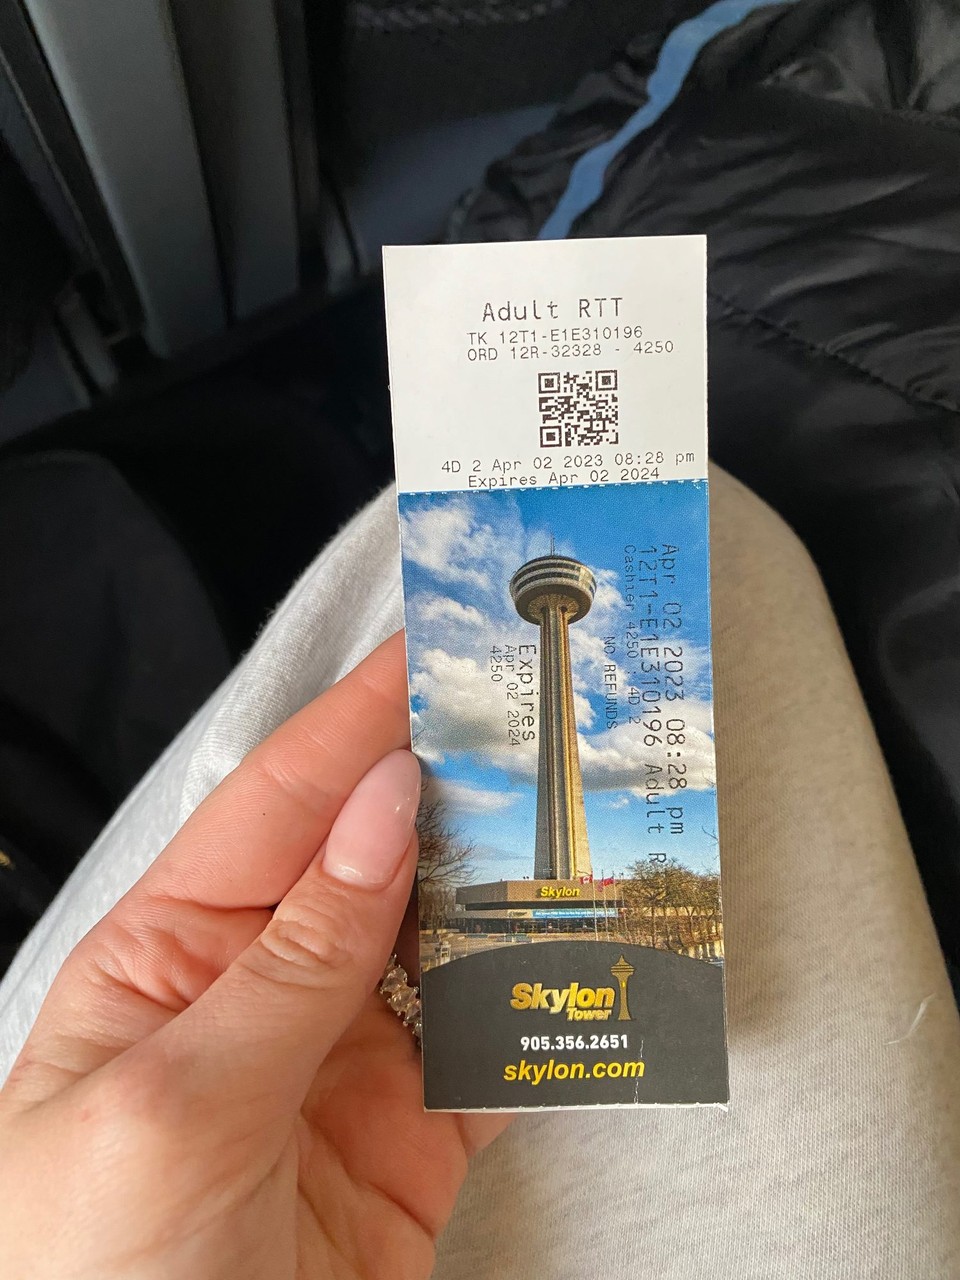 Adult RTT
TK 12T1-E1E310196
ORD 12R-32328 - 4250
4D 2 Apr 02 2023 08:28 pm
Expires Apr 02 2024
Apr 02 2023 08:28 pm
12T1-E1E310196 Adult R
Cashier 4250 . 4D 2
NO REFUNDS
Expires
Apr 02 2024
4250
Skylon
Skylon
Tower
905.356.2651
skylon.com